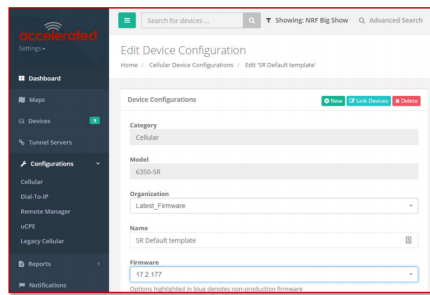 accelerated
Settings
Search for devices ...
Showing: NRF Big Show
Advanced Search
Edit Device Configuration
Home / Cellular Device Configurations / Edit 'SR Default template'
Dashboard
Maps
Devices
9
Tunnel Servers
Configurations
Cellular
Dial-To-IP
Remote Manager
uCPE
Legacy Cellular
Reports
Notifications
Device Configurations
New
Link Devices
Delete
Category
Cellular
Model
6350-SR
Organization
Latest_Firmware
Name
SR Default template
Firmware
17.2.177
Options highlighted in blue denotes non-production firmware